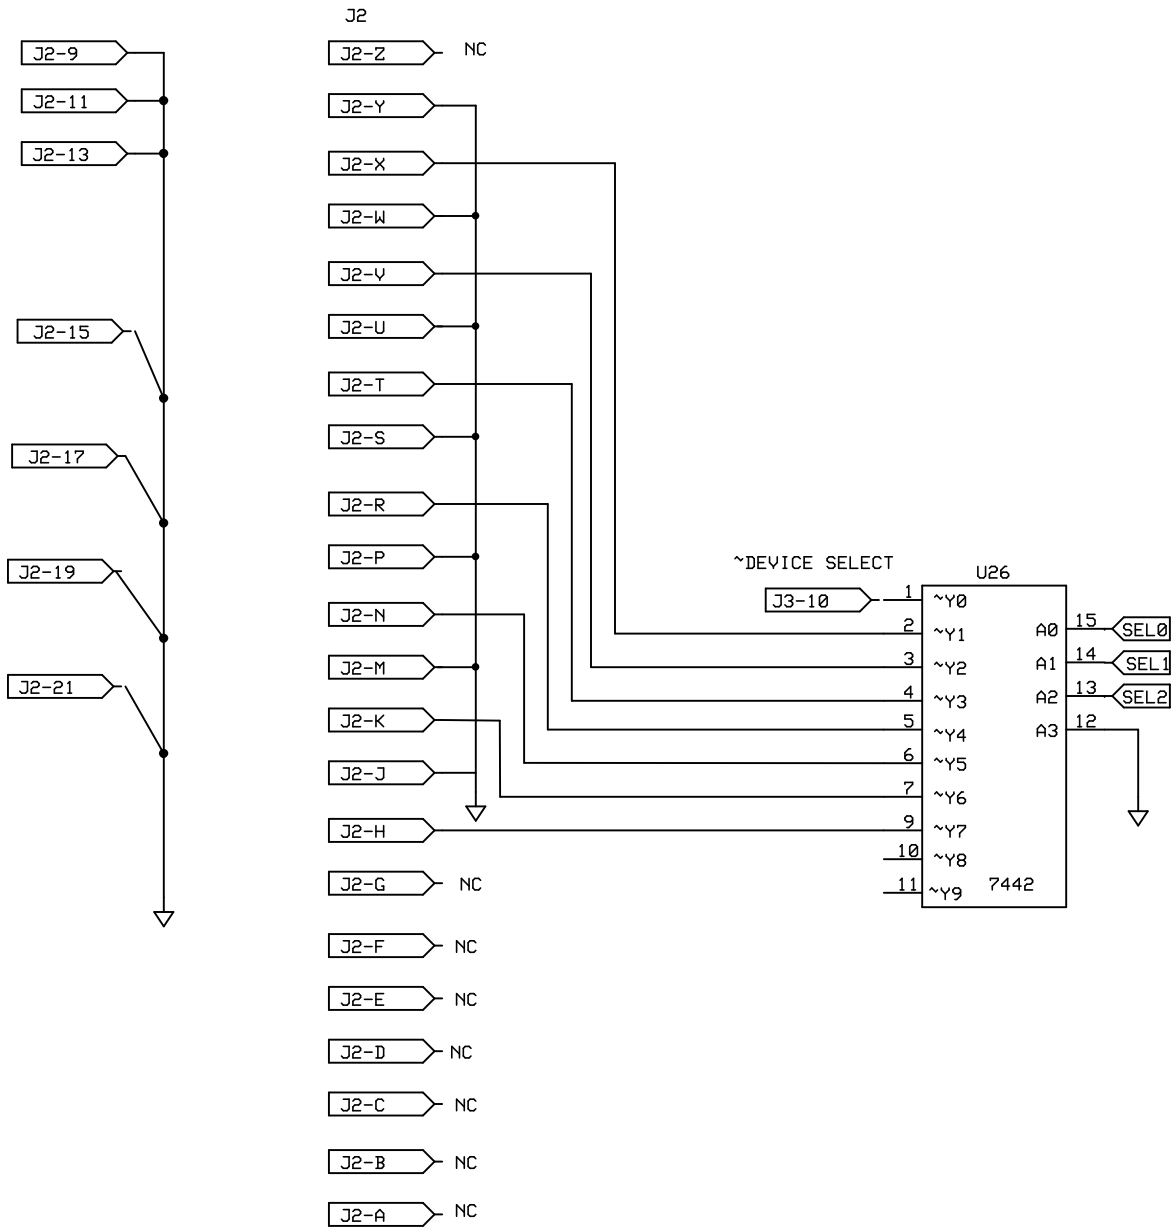 J2
J2-9
J2-11
J2-13
J2-15
J2-17
J2-19
J2-21
J2-Z NC
J2-Y
J2-X
J2-W
J2-V
J2-U
J2-T
J2-S
J2-R
J2-P
J2-N
J2-M
J2-K
J2-J
J2-H
J2-G NC
J2-F NC
J2-E NC
J2-D NC
J2-C NC
J2-B NC
J2-A NC
~DEVICE SELECT
J3-10
U26
1 ~Y0
2 ~Y1
3 ~Y2
4 ~Y3
5 ~Y4
6 ~Y5
7 ~Y6
9 ~Y7
10 ~Y8
11 ~Y9
A0 15 SEL0
A1 14 SEL1
A2 13 SEL2
A3 12
7442